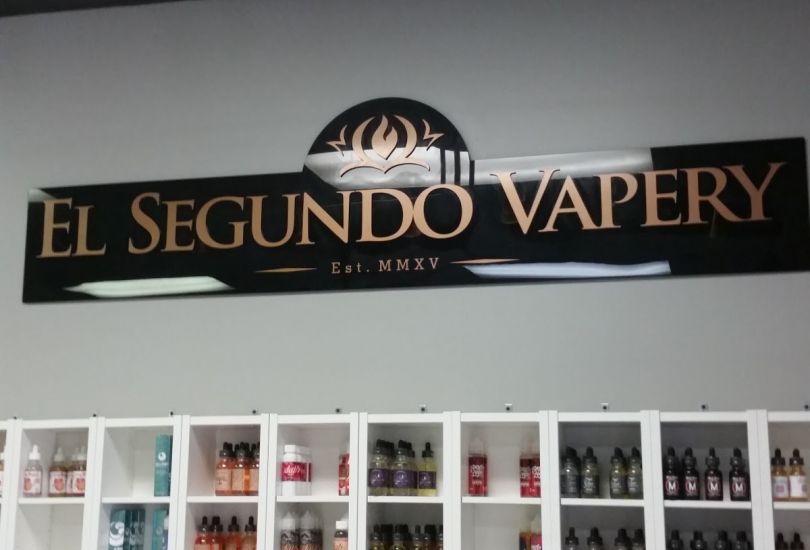 EL SEGUNDO VAPERY
Est. MMXV